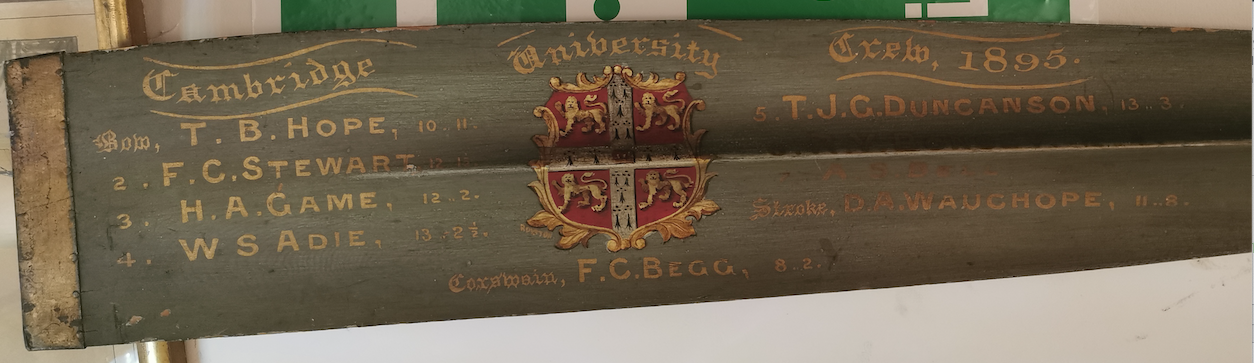 Cambridge University Crew, 1895.
Bow, T. B. HOPE, 10..11.
2. F.C. STEWART, 12..
3. H.A. GAME, 12..2.
4. W S ADIE, 13..2½.
5. T.J.G. DUNCANSON, 13..3.
Stroke, D.A. WAUCHOPE, 11..8.
Coxswain, F.C. BEGG, 8..2.